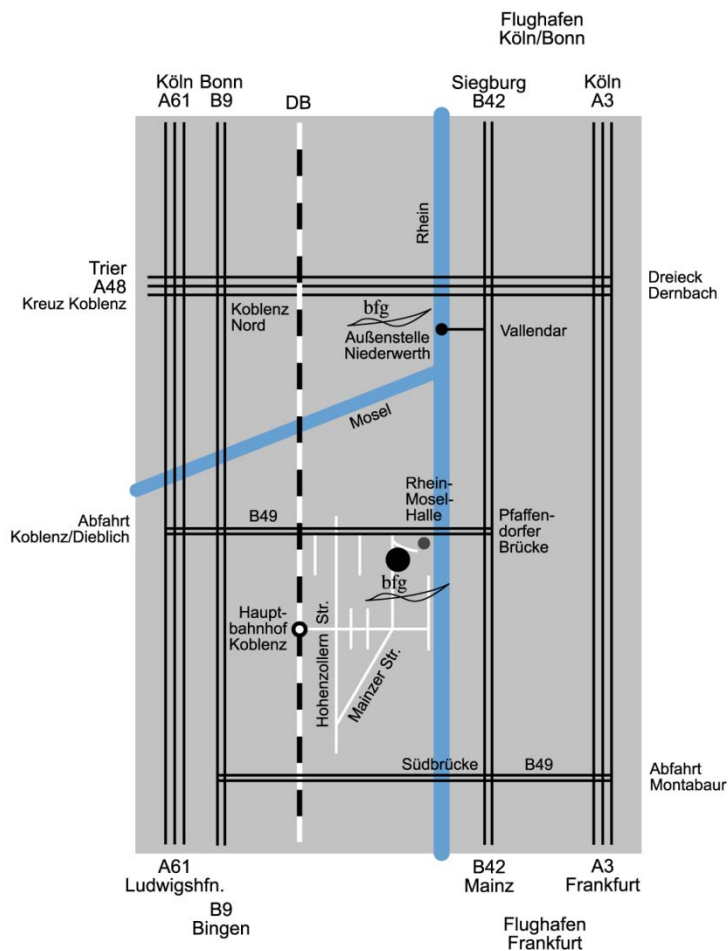 Flughafen
Köln/Bonn
Köln
A61
Bonn
B9
DB
Siegburg
B42
Köln
A3
Rhein
Trier
A48
Kreuz Koblenz
Dreieck
Dernbach
Koblenz
Nord
bfg
Außenstelle
Niederwerth
Vallendar
Mosel
Abfahrt
Koblenz/Dieblich
B49
Rhein-
Mosel-
Halle
Pfaffen-
dorfer
Brücke
bfg
Haupt-
bahnhof
Koblenz
Hohenzollern Str.
Mainzer Str.
Südbrücke
B49
Abfahrt
Montabaur
A61
Ludwigshfn.
B9
Bingen
B42
Mainz
A3
Frankfurt
Flughafen
Frankfurt